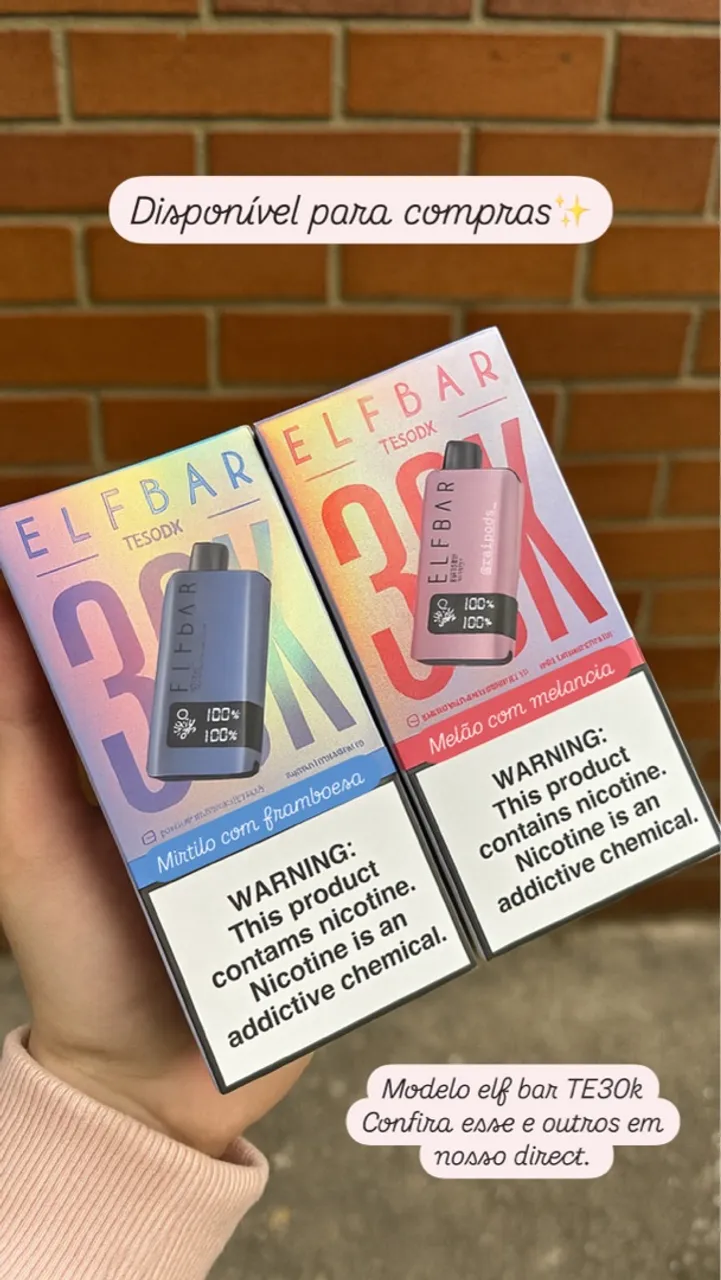 Disponível para compras✨
ELFBAR
TESODX
30K
ELFBAR
100%
100%
Mirtilo com framboesa
WARNING:
This product
contams nicotine.
Nicotine is an
addictive chemical.
ELFBAR
TESODX
30K
ELFBAR
100%
100%
Melão com melancia
WARNING:
This product
contains nicotine.
Nicotine is an
addictive chemical.
Modelo elf bar TE30k
Confira esse e outros em
nosso direct.